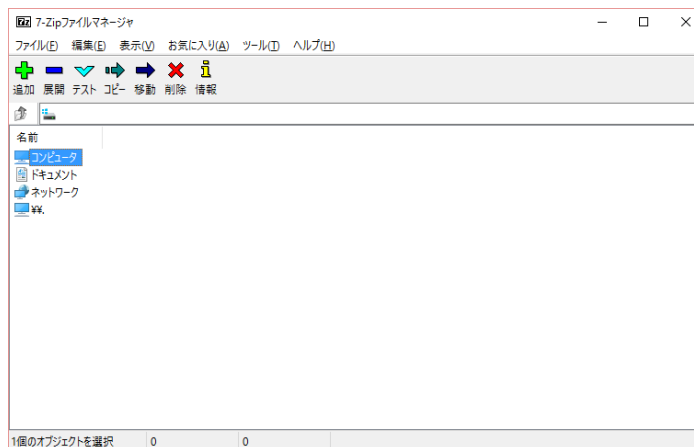 7-Zipファイルマネージャ
ファイル(F) 編集(E) 表示(V) お気に入り(A) ツール(T) ヘルプ(H)
追加 展開 テスト コピー 移動 削除 情報
名前
コンピュータ
ドキュメント
ネットワーク
¥¥.
1個のオブジェクトを選択 0 0